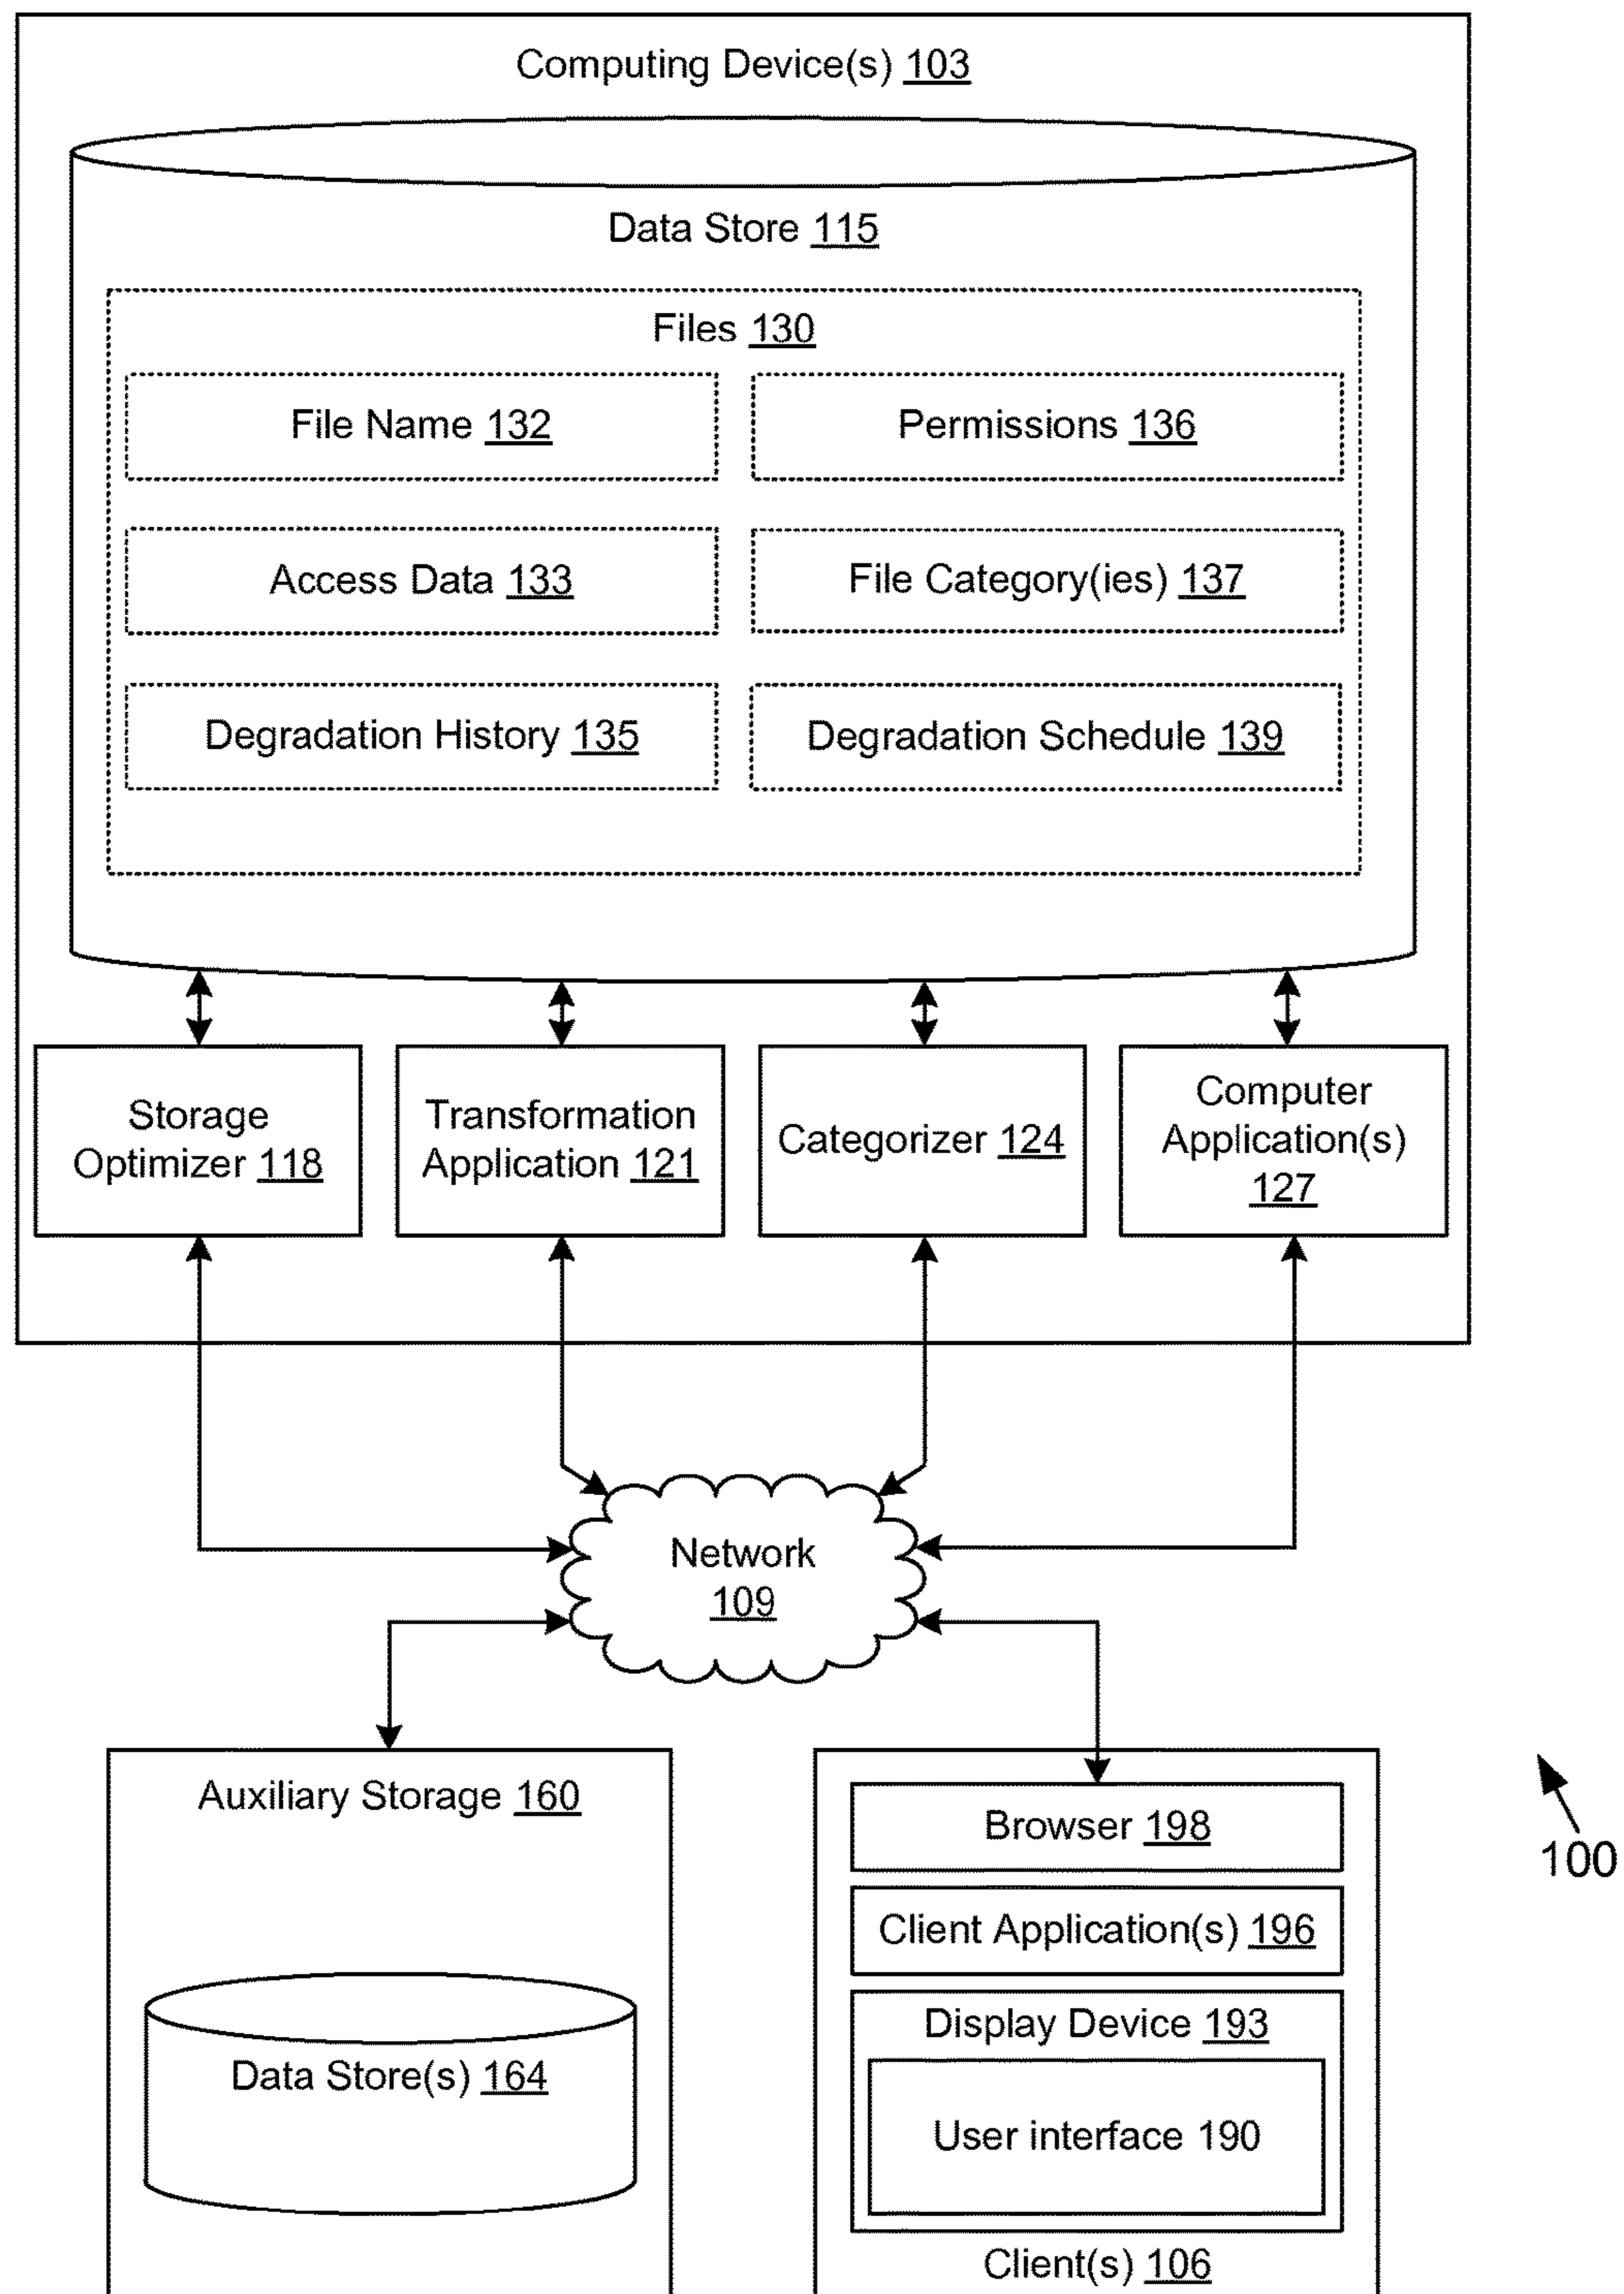 Computing Device(s) 103
Data Store 115
Files 130
File Name 132
Permissions 136
Access Data 133
File Category(ies) 137
Degradation History 135
Degradation Schedule 139
Storage
Optimizer 118
Transformation
Application 121
Categorizer 124
Computer
Application(s)
127
Network
109
Auxiliary Storage 160
Data Store(s) 164
Browser 198
Client Application(s) 196
Display Device 193
User interface 190
Client(s) 106
100